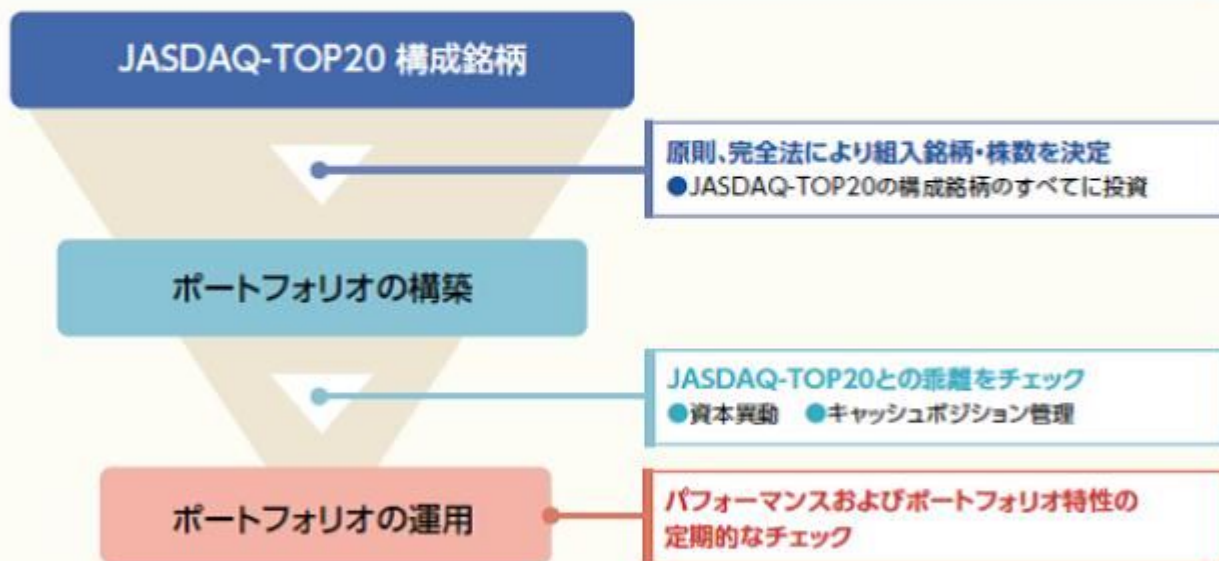 JASDAQ-TOP20 構成銘柄
原則、完全法により組入銘柄・株数を決定
●JASDAQ-TOP20の構成銘柄のすべてに投資
ポートフォリオの構築
JASDAQ-TOP20との乖離をチェック
●資本異動 ●キャッシュポジション管理
ポートフォリオの運用
パフォーマンスおよびポートフォリオ特性の
定期的なチェック